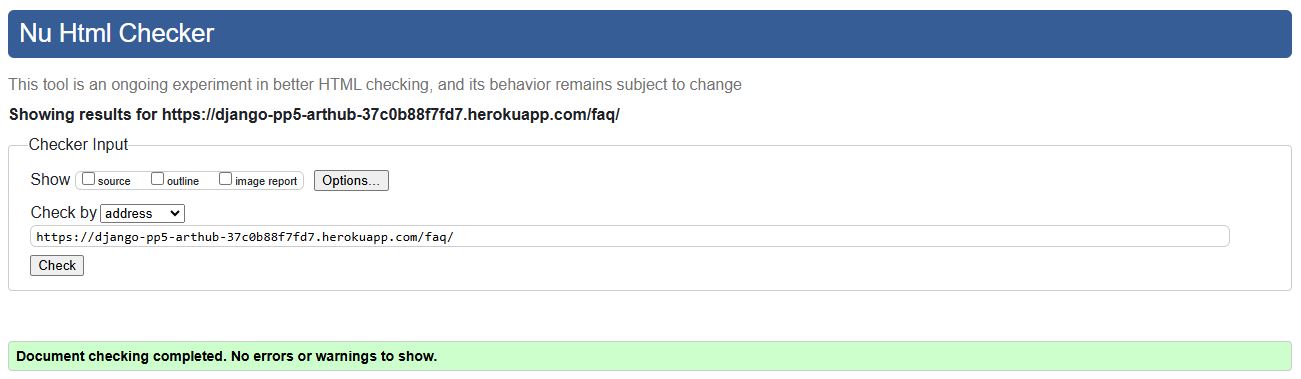 Nu Html Checker
This tool is an ongoing experiment in better HTML checking, and its behavior remains subject to change
Showing results for https://django-pp5-arthub-37c0b88f7fd7.herokuapp.com/faq/
Checker Input
Show source outline image report Options...
Check by address
https://django-pp5-arthub-37c0b88f7fd7.herokuapp.com/faq/
Check
Document checking completed. No errors or warnings to show.